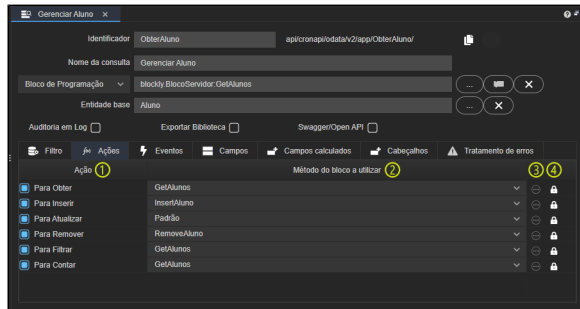 Gerenciar Aluno ×
Identificador ObterAluno api/cronapi/odata/v2/app/ObterAluno/
Nome da consulta Gerenciar Aluno
Bloco de Programação blockly.BlocoServidor:GetAlunos ...
Entidade base Aluno ...
Auditoria em Log Exportar Biblioteca Swagger/Open API
Filtro Ações Eventos Campos Campos calculados Cabeçalhos Tratamento de erros
Ação 1 Método do bloco a utilizar 2 3 4
Para Obter GetAlunos
Para Inserir InsertAluno
Para Atualizar Padrão
Para Remover RemoveAluno
Para Filtrar GetAlunos
Para Contar GetAlunos